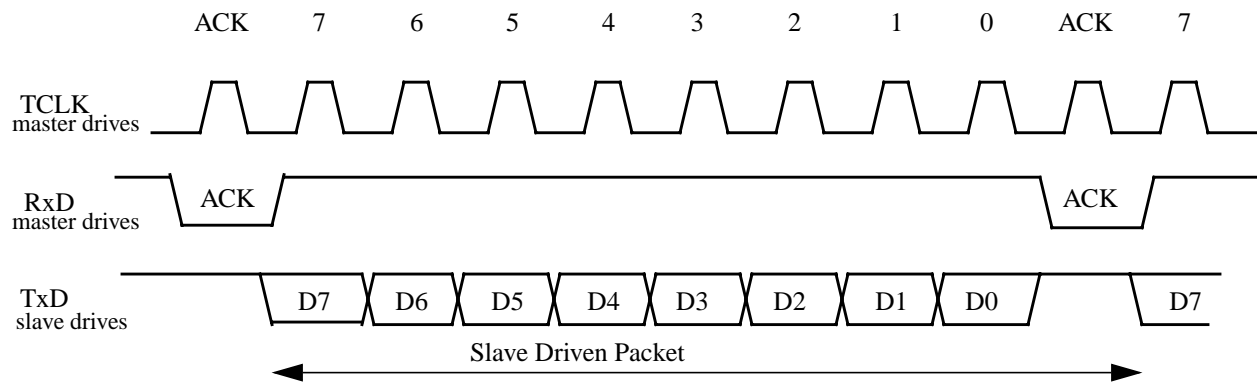 ACK 7 6 5 4 3 2 1 0 ACK 7
TCLK
master drives
RxD
master drives
ACK ACK
TxD
slave drives
D7 D6 D5 D4 D3 D2 D1 D0 D7
Slave Driven Packet